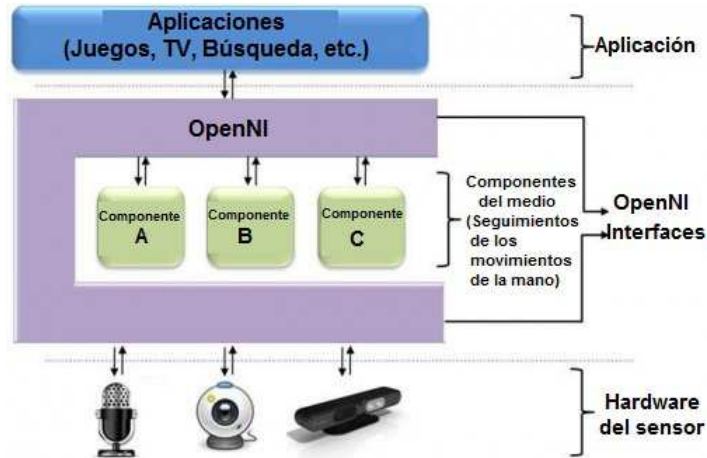 Aplicaciones
(Juegos, TV, Búsqueda, etc.)
Aplicación
OpenNI
Componente
A
Componente
B
Componente
C
Componentes
del medio
(Seguimientos
de los
movimientos
de la mano)
OpenNI
Interfaces
Hardware
del sensor